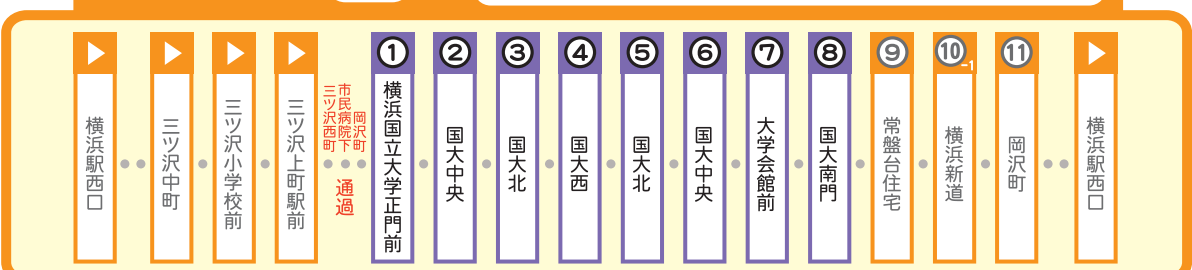 横浜駅西口
三ツ沢中町
三ツ沢小学校前
三ツ沢上町駅前
三ツ沢西町
市民病院下
岡沢町
通過
① 横浜国立大学正門前
② 国大中央
③ 国大北
④ 国大西
⑤ 国大北
⑥ 国大中央
⑦ 大学会館前
⑧ 国大南門
⑨ 常盤台住宅
⑩-1 横浜新道
⑪ 岡沢町
横浜駅西口